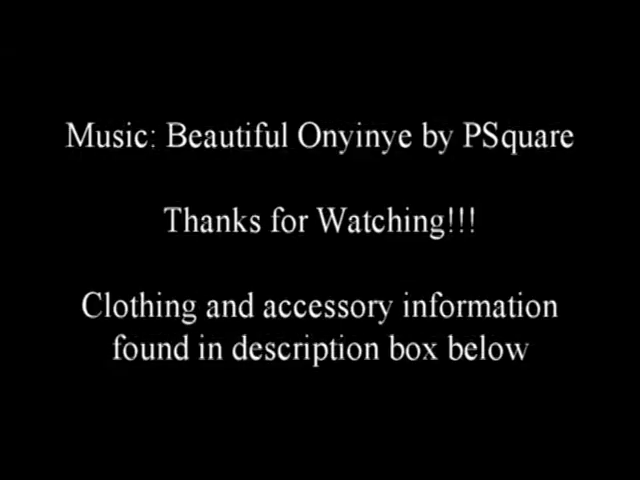 Music: Beautiful Onyinye by PSquare
Thanks for Watching!!!
Clothing and accessory information
found in description box below